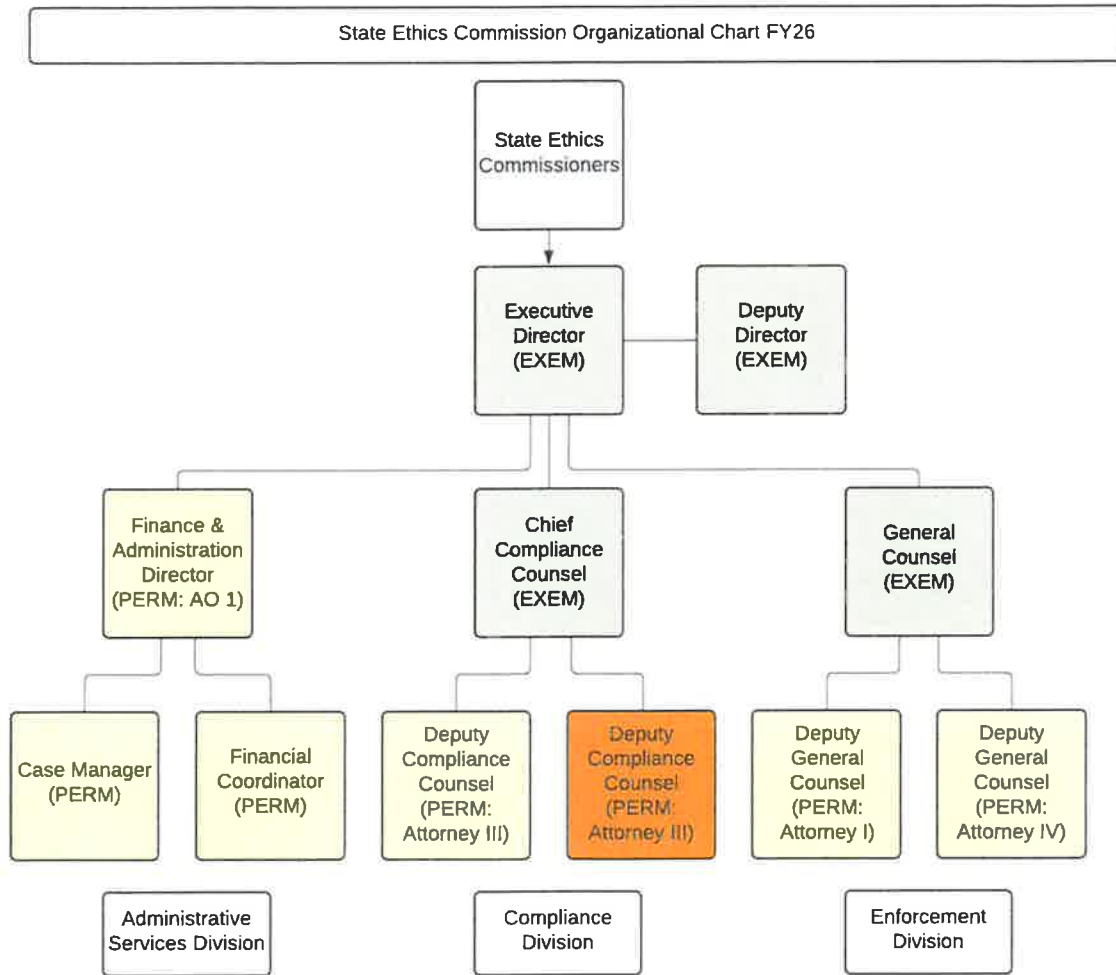 State Ethics Commission Organizational Chart FY26
State Ethics
Commissioners
Executive
Director
(EXEM)
Deputy
Director
(EXEM)
Finance &
Administration
Director
(PERM: AO 1)
Chief
Compliance
Counsel
(EXEM)
General
Counsel
(EXEM)
Case Manager
(PERM)
Financial
Coordinator
(PERM)
Deputy
Compliance
Counsel
(PERM:
Attorney III)
Deputy
Compliance
Counsel
(PERM:
Attorney III)
Deputy
General
Counsel
(PERM:
Attorney I)
Deputy
General
Counsel
(PERM:
Attorney IV)
Administrative
Services Division
Compliance
Division
Enforcement
Division